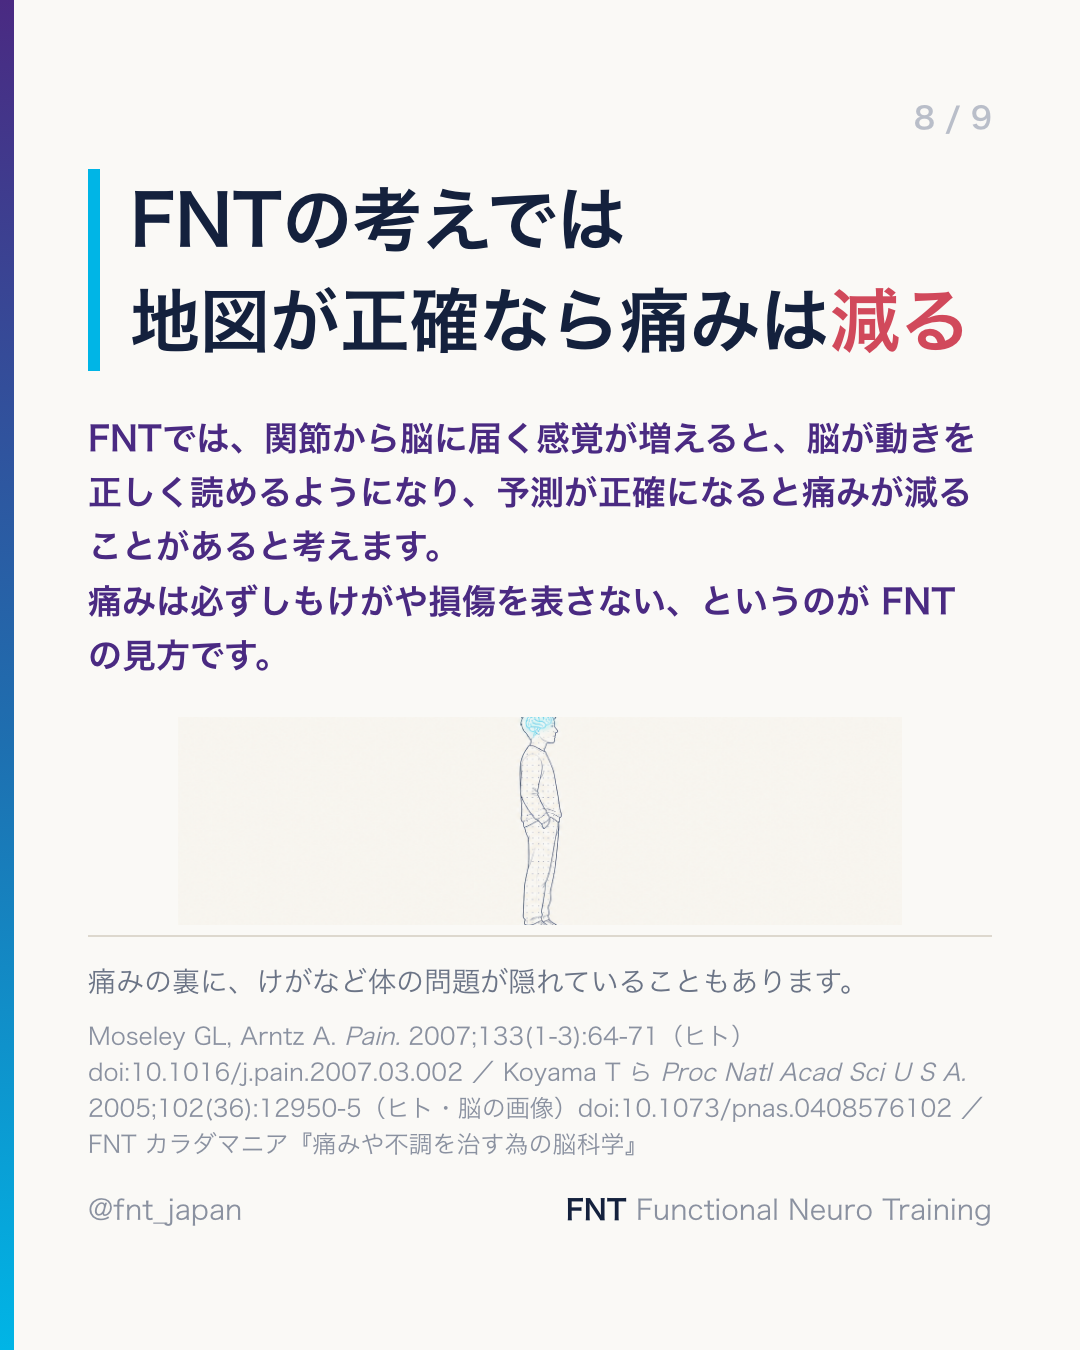 8 / 9
FNTの考えでは
地図が正確なら痛みは減る
FNTでは、関節から脳に届く感覚が増えると、脳が動きを
正しく読めるようになり、予測が正確になると痛みが減る
ことがあると考えます。
痛みは必ずしもけがや損傷を表さない、というのが FNT
の見方です。
痛みの裏に、けがなど体の問題が隠れていることもあります。
Moseley GL, Arntz A. Pain. 2007;133(1-3):64-71（ヒト）
doi:10.1016/j.pain.2007.03.002 ／ Koyama T ら Proc Natl Acad Sci U S A.
2005;102(36):12950-5（ヒト・脳の画像）doi:10.1073/pnas.0408576102 ／
FNT カラダマニア『痛みや不調を治す為の脳科学』
@fnt_japan
FNT Functional Neuro Training